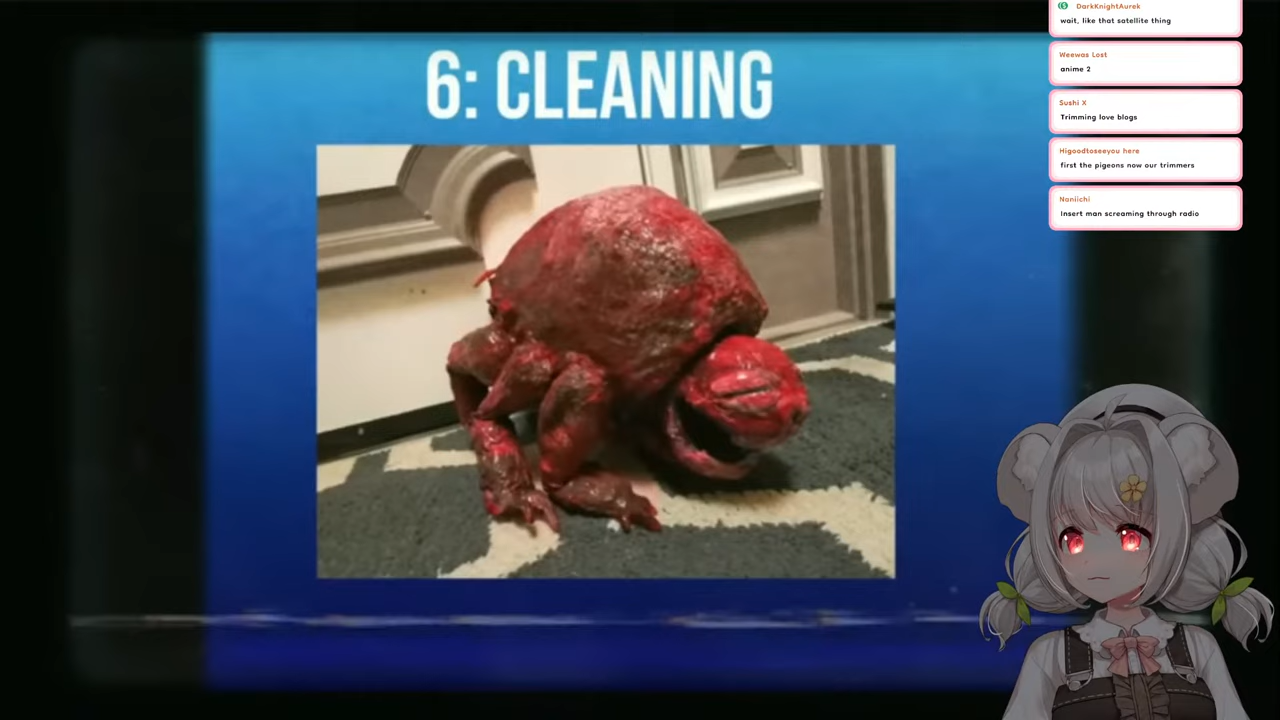 6: CLEANING
DarkKnightAurek
wait, like that satellite thing
Weewas Lost
anime 2
Sushi X
Trimming love blogs
Higoodtoseeyou here
first the pigeons now our trimmers
Naniichi
Insert man screaming through radio